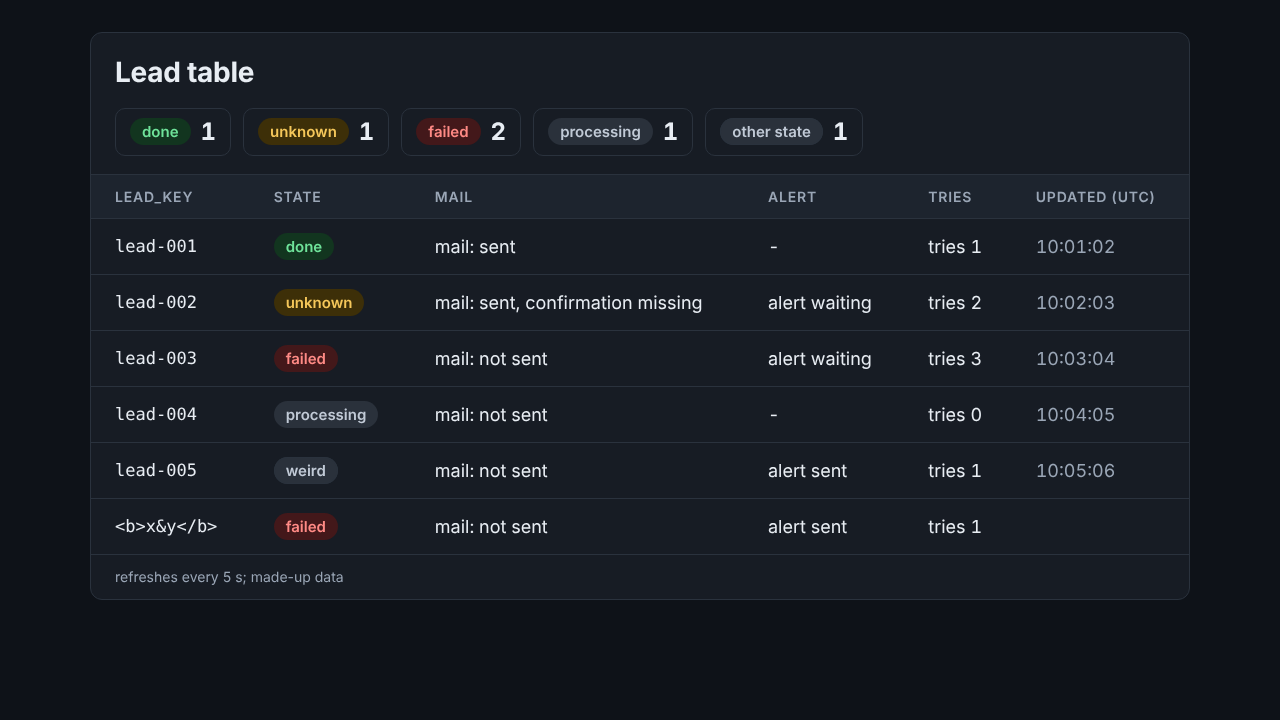 Lead table
done 1 unknown 1 failed 2 processing 1 other state 1
LEAD_KEY STATE MAIL ALERT TRIES UPDATED (UTC)
lead-001 done mail: sent - tries 1 10:01:02
lead-002 unknown mail: sent, confirmation missing alert waiting tries 2 10:02:03
lead-003 failed mail: not sent alert waiting tries 3 10:03:04
lead-004 processing mail: not sent - tries 0 10:04:05
lead-005 weird mail: not sent alert sent tries 1 10:05:06
<b>x&y</b> failed mail: not sent alert sent tries 1
refreshes every 5 s; made-up data